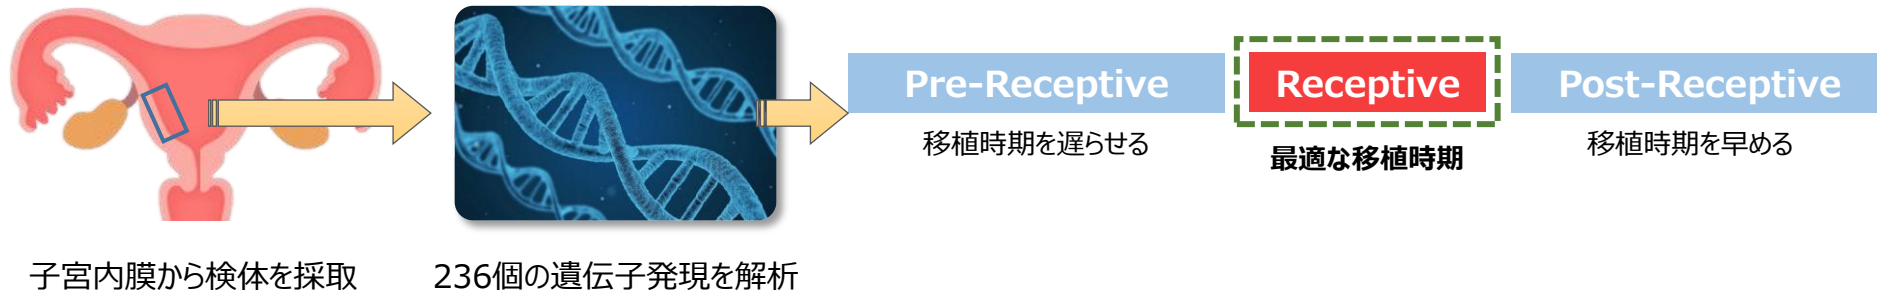 Pre-Receptive
Receptive
Post-Receptive
移植時期を遅らせる
最適な移植時期
移植時期を早める
子宮内膜から検体を採取
236個の遺伝子発現を解析